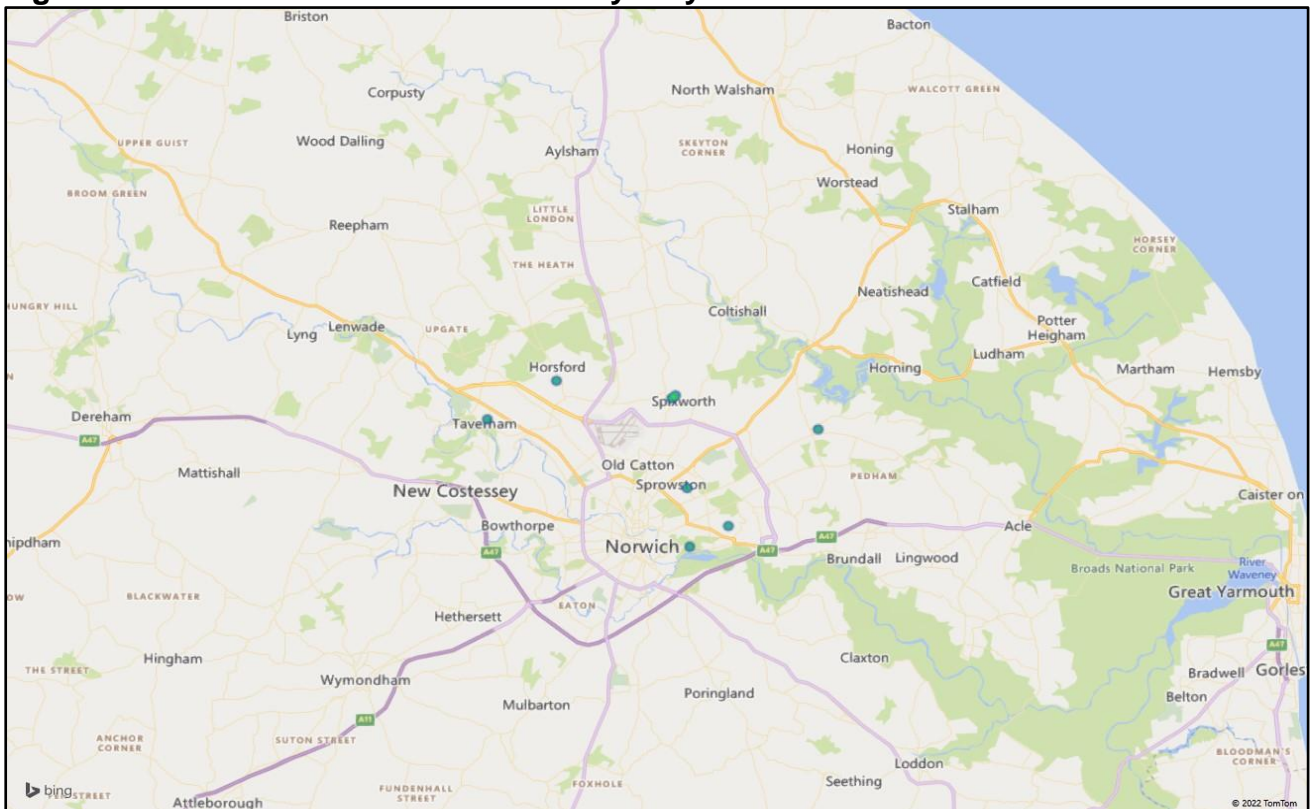 Briston
Bacton
Corpusty
North Walsham
WALCOTT GREEN
UPPER GUIST
Wood Dalling
Aylsham
SKEYTON
CORNER
Honing
Worstead
BROOM GREEN
Reepham
LITTLE
LONDON
Stalham
HORSEY
CORNER
THE HEATH
Catfield
Neatishead
HUNGRY HILL
Lyng
Lenwade
UPGATE
Coltishall
Potter
Heigham
Ludham
Horsford
Horning
Martham
Hemsby
Spixworth
Dereham
Taverham
A47
Mattishall
Old Catton
PEDHAM
New Costessey
Sprowston
Caister on
Bowthorpe
Acle
A47
hipdham
Norwich
A47
A47
Brundall
Lingwood
Broads National Park
River
Waveney
Great Yarmouth
BLACKWATER
EATON
Hethersett
A47
THE STREET
Hingham
Claxton
Bradwell
Gorles
Wymondham
Poringland
Belton
Mulbarton
A11
ANCHOR
CORNER
SUTON STREET
BLOODMAN'S
CORNER
Loddon
Seething
bing
STREET
FUNDENHALL
STREET
FOXHOLE
Attleborough
© 2022 TomTom